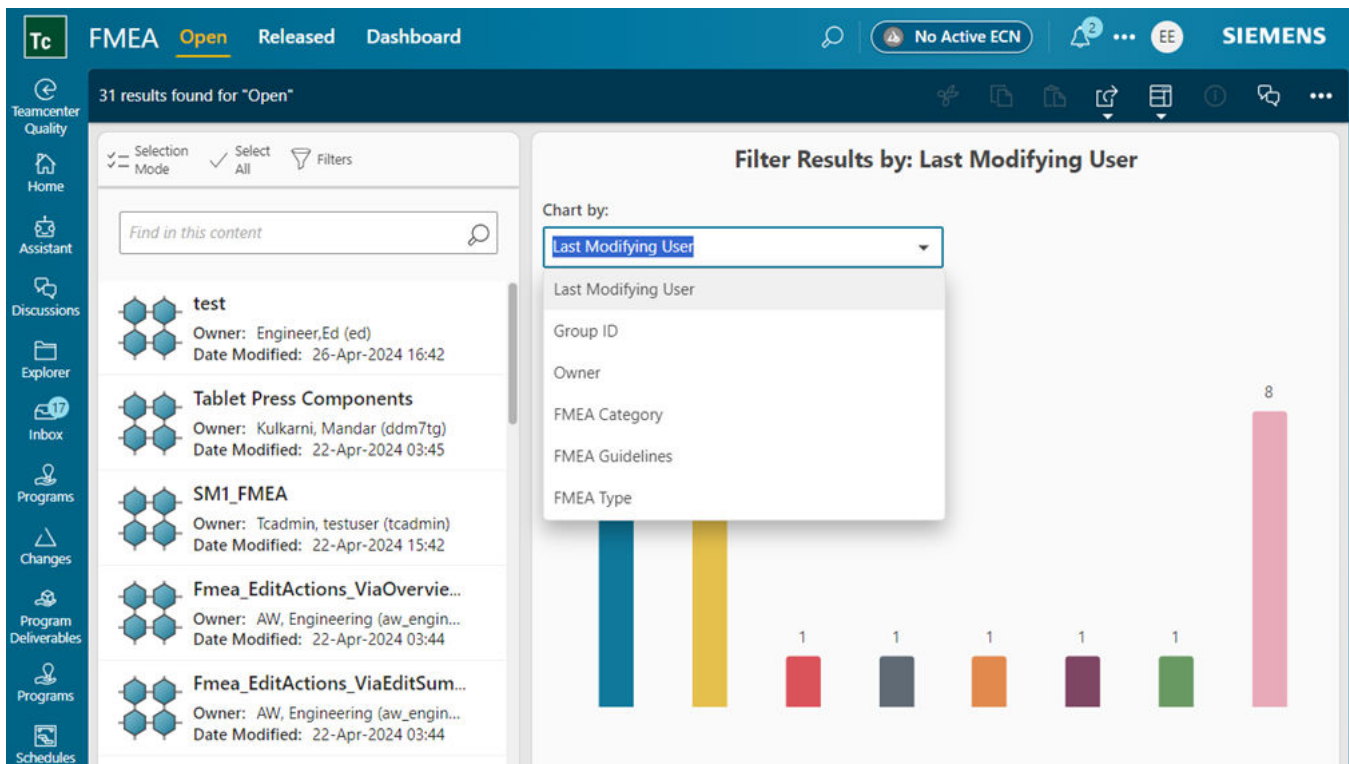 Tc
FMEA Open Released Dashboard
No Active ECN
2
EE
SIEMENS
Teamcenter
Quality
Home
Assistant
Discussions
Explorer
17
Inbox
Programs
Changes
Program
Deliverables
Programs
Schedules
31 results found for "Open"
Selection
Mode
Select
All
Filters
Find in this content
test
Owner: Engineer,Ed (ed)
Date Modified: 26-Apr-2024 16:42
Tablet Press Components
Owner: Kulkarni, Mandar (ddm7tg)
Date Modified: 22-Apr-2024 03:45
SM1_FMEA
Owner: Tcadmin, testuser (tcadmin)
Date Modified: 22-Apr-2024 15:42
Fmea_EditActions_ViaOvervie...
Owner: AW, Engineering (aw_engin...
Date Modified: 22-Apr-2024 03:44
Fmea_EditActions_ViaEditSum...
Owner: AW, Engineering (aw_engin...
Date Modified: 22-Apr-2024 03:44
Filter Results by: Last Modifying User
Chart by:
Last Modifying User
Last Modifying User
Group ID
Owner
FMEA Category
FMEA Guidelines
FMEA Type
8
1 1 1 1 1